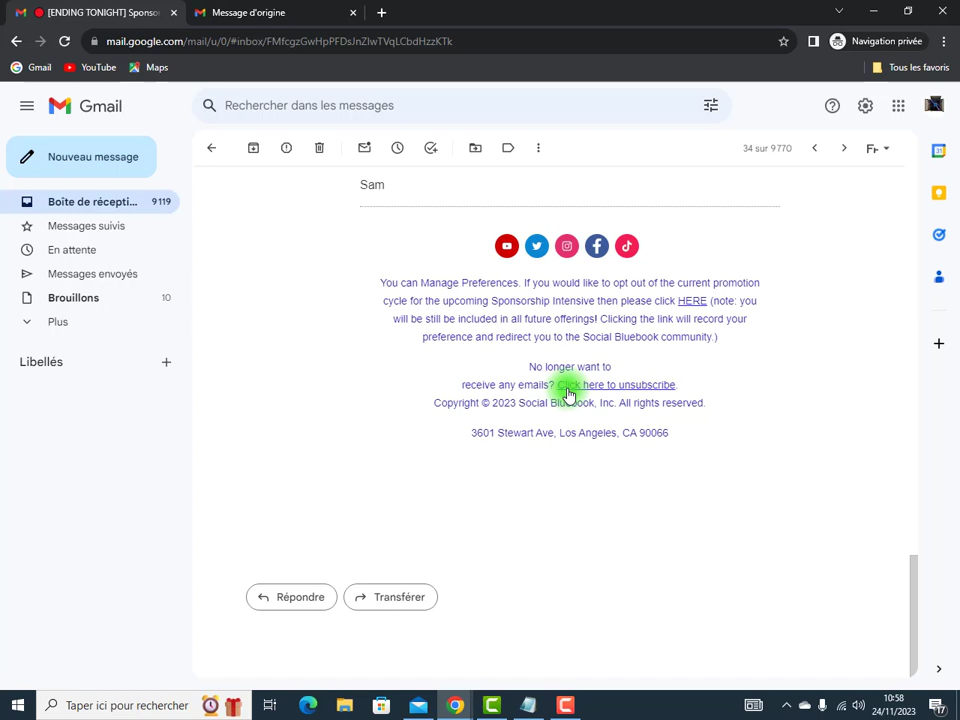 [ENDING TONIGHT] Sponso
Message d'origine
mail.google.com/mail/u/0/#inbox/FMfcgzGwHpPFDsJnZlwTVqLCbdHzzKTk
Navigation privée
Gmail
YouTube
Maps
Tous les favoris
Gmail
Rechercher dans les messages
Nouveau message
34 sur 9 770
Fr
Boîte de récepti... 9 119
Messages suivis
En attente
Messages envoyés
Brouillons 10
Plus
Libellés
Sam
You can Manage Preferences. If you would like to opt out of the current promotion
cycle for the upcoming Sponsorship Intensive then please click HERE (note: you
will be still be included in all future offerings! Clicking the link will record your
preference and redirect you to the Social Bluebook community.)
No longer want to
receive any emails? Click here to unsubscribe.
Copyright © 2023 Social Bluebook, Inc. All rights reserved.
3601 Stewart Ave, Los Angeles, CA 90066
Répondre
Transférer
Taper ici pour rechercher
10:58
24/11/2023
17